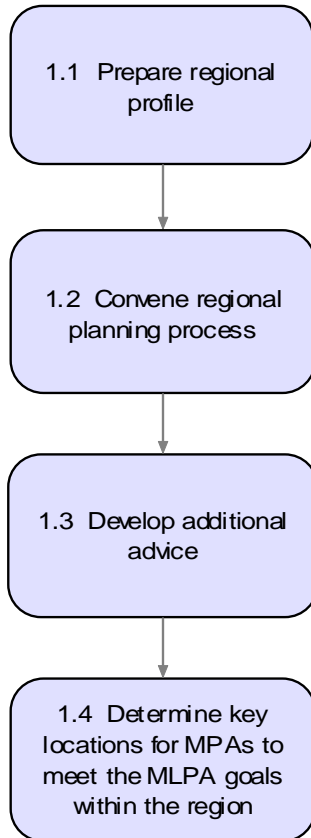 1.1 Prepare regional
profile
1.2 Convene regional
planning process
1.3 Develop additional
advice
1.4 Determine key
locations for MPAs to
meet the MLPA goals
within the region